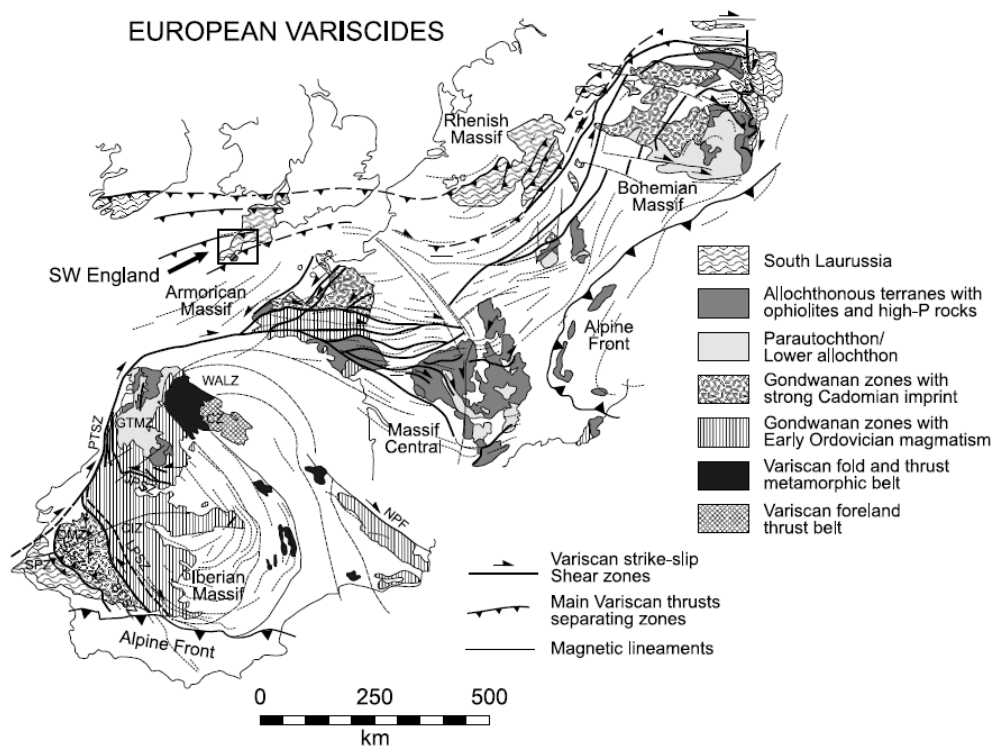 EUROPEAN VARISCIDES
Rhenish
Massif
Bohemian
Massif
SW England
Armorican
Massif
Alpine
Front
WALZ
CZ
GTMZ
PTSZ
Massif
Central
NPF
CIZ
OMZ
LPSZ
SPZ
Iberian
Massif
Alpine Front
South Laurussia
Allochthonous terranes with
ophiolites and high-P rocks
Parautochthon/
Lower allochthon
Gondwanan zones with
strong Cadomian imprint
Gondwanan zones with
Early Ordovician magmatism
Variscan fold and thrust
metamorphic belt
Variscan foreland
thrust belt
Variscan strike-slip
Shear zones
Main Variscan thrusts
separating zones
Magnetic lineaments
0 250 500
km